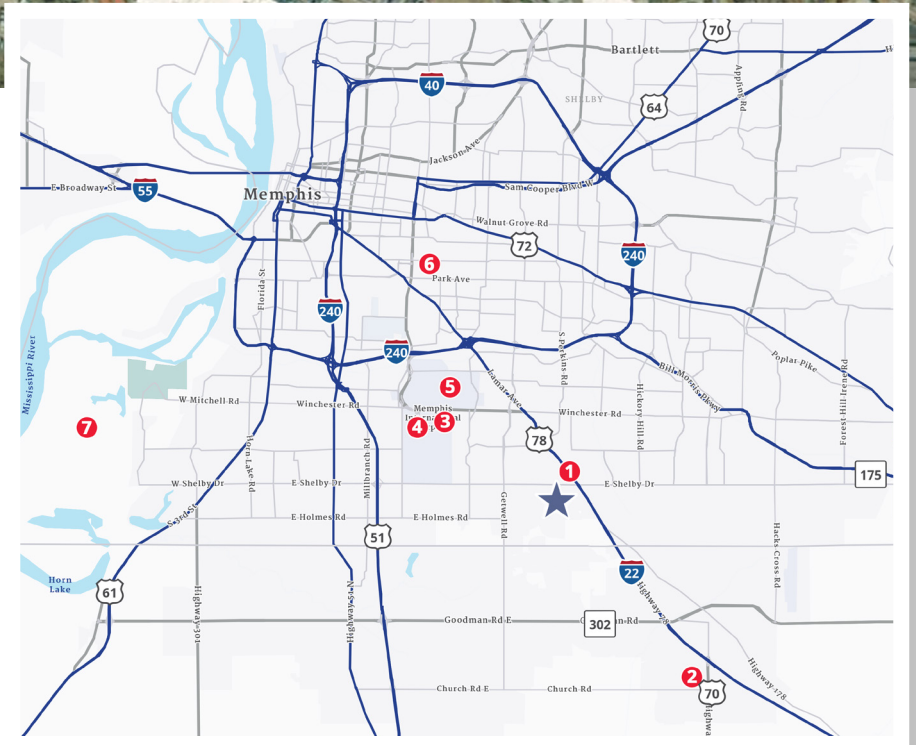 70
Bartlett
40
Appling Rd
SHELBY
64
Jackson Ave
E Broadway St
55
Memphis
Sam Cooper Blvd W
Walnut Grove Rd
72
240
6
Park Ave
Florida St
240
Mississippi River
240
S Perkins Rd
Poplar Pike
Bill Morris Pkwy
Forest Hill Irene Rd
Lamar Ave
5
Hickory Hill Rd
W Mitchell Rd
Winchester Rd
Memphis
Winchester Rd
4
3
7
78
Horn Lake Rd
Millbranch Rd
1
175
W Shelby Dr
E Shelby Dr
E Shelby Dr
Getwell Rd
S 3rd St
E Holmes Rd
E Holmes Rd
51
Hacks Cross Rd
22
Horn
Lake
61
Highway 301
Highway 51 N
Highway 78
Goodman Rd E
302
Highway 178
2
Church Rd E
Church Rd
70